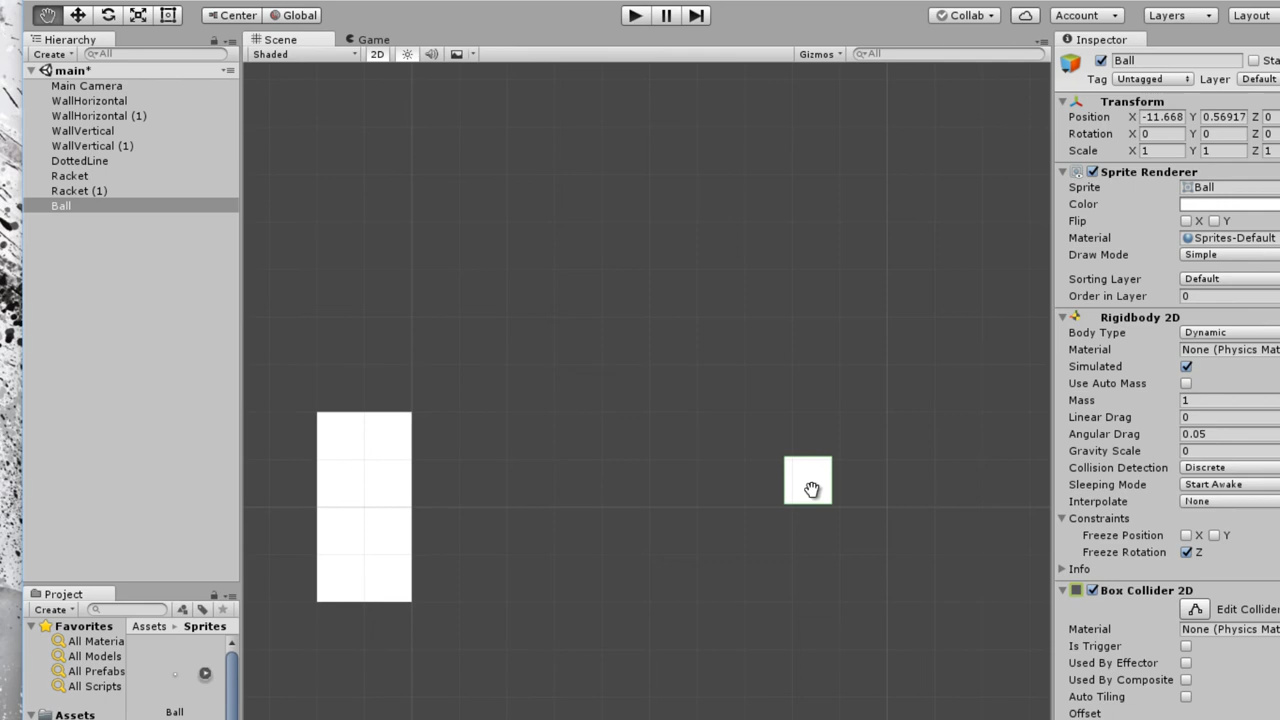 Center Global Collab Account Layers Layout
Hierarchy
Create All
main*
Main Camera
WallHorizontal
WallHorizontal (1)
WallVertical
WallVertical (1)
DottedLine
Racket
Racket (1)
Ball
Project
Create
Favorites
All Materia
All Models
All Prefabs
All Scripts
Assets
Assets Sprites
Ball
Scene Game
Shaded 2D Gizmos All
Inspector
Ball Sta
Tag Untagged Layer Default
Transform
Position X -11.668 Y 0.56917 Z 0
Rotation X 0 Y 0 Z 0
Scale X 1 Y 1 Z 1
Sprite Renderer
Sprite Ball
Color
Flip X Y
Material Sprites-Default
Draw Mode Simple
Sorting Layer Default
Order in Layer 0
Rigidbody 2D
Body Type Dynamic
Material None (Physics Mat
Simulated
Use Auto Mass
Mass 1
Linear Drag 0
Angular Drag 0.05
Gravity Scale 0
Collision Detection Discrete
Sleeping Mode Start Awake
Interpolate None
Constraints
Freeze Position X Y
Freeze Rotation Z
Info
Box Collider 2D
Edit Collider
Material None (Physics Mat
Is Trigger
Used By Effector
Used By Composite
Auto Tiling
Offset